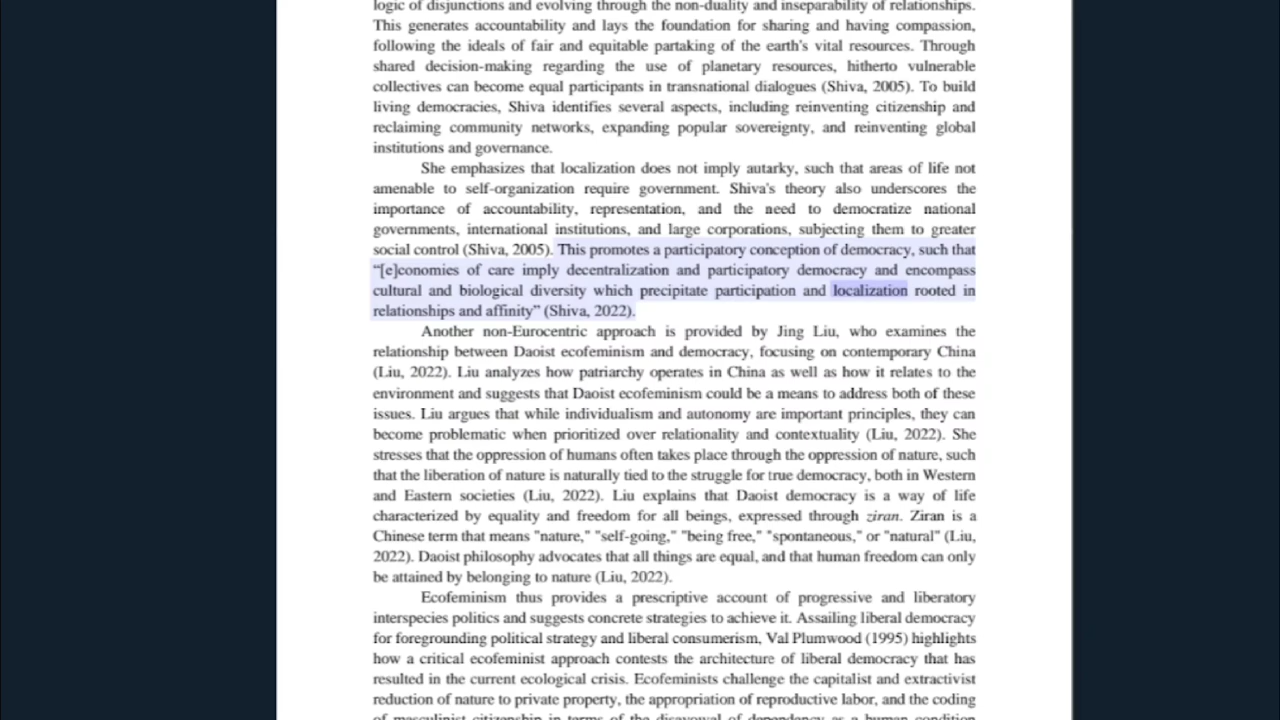 logic of disjunctions and evolving through the non-duality and inseparability of relationships.
This generates accountability and lays the foundation for sharing and having compassion,
following the ideals of fair and equitable partaking of the earth's vital resources. Through
shared decision-making regarding the use of planetary resources, hitherto vulnerable
collectives can become equal participants in transnational dialogues (Shiva, 2005). To build
living democracies, Shiva identifies several aspects, including reinventing citizenship and
reclaiming community networks, expanding popular sovereignty, and reinventing global
institutions and governance.
She emphasizes that localization does not imply autarky, such that areas of life not
amenable to self-organization require government. Shiva's theory also underscores the
importance of accountability, representation, and the need to democratize national
governments, international institutions, and large corporations, subjecting them to greater
social control (Shiva, 2005). This promotes a participatory conception of democracy, such that
“[e]conomies of care imply decentralization and participatory democracy and encompass
cultural and biological diversity which precipitate participation and localization rooted in
relationships and affinity” (Shiva, 2022).
Another non-Eurocentric approach is provided by Jing Liu, who examines the
relationship between Daoist ecofeminism and democracy, focusing on contemporary China
(Liu, 2022). Liu analyzes how patriarchy operates in China as well as how it relates to the
environment and suggests that Daoist ecofeminism could be a means to address both of these
issues. Liu argues that while individualism and autonomy are important principles, they can
become problematic when prioritized over relationality and contextuality (Liu, 2022). She
stresses that the oppression of humans often takes place through the oppression of nature, such
that the liberation of nature is naturally tied to the struggle for true democracy, both in Western
and Eastern societies (Liu, 2022). Liu explains that Daoist democracy is a way of life
characterized by equality and freedom for all beings, expressed through ziran. Ziran is a
Chinese term that means "nature," "self-going," "being free," "spontaneous," or "natural" (Liu,
2022). Daoist philosophy advocates that all things are equal, and that human freedom can only
be attained by belonging to nature (Liu, 2022).
Ecofeminism thus provides a prescriptive account of progressive and liberatory
interspecies politics and suggests concrete strategies to achieve it. Assailing liberal democracy
for foregrounding political strategy and liberal consumerism, Val Plumwood (1995) highlights
how a critical ecofeminist approach contests the architecture of liberal democracy that has
resulted in the current ecological crisis. Ecofeminists challenge the capitalist and extractivist
reduction of nature to private property, the appropriation of reproductive labor, and the coding
of masculinist citizenship in terms of the disavowal of dependency as a human condition